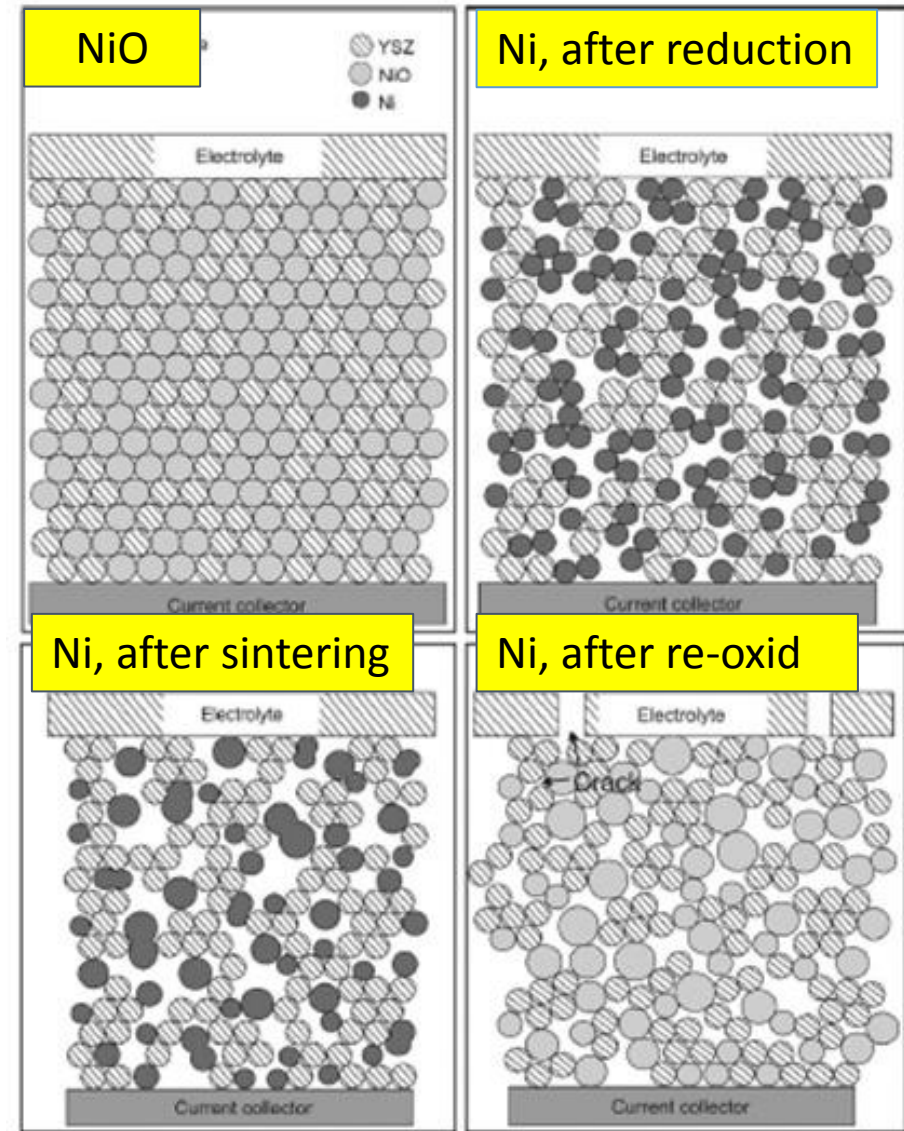 NiO
YSZ
NiO
Ni
Electrolyte
Current collector
Ni, after reduction
Electrolyte
Current collector
Ni, after sintering
Electrolyte
Current collector
Ni, after re-oxid
Electrolyte
Crack
Current collector